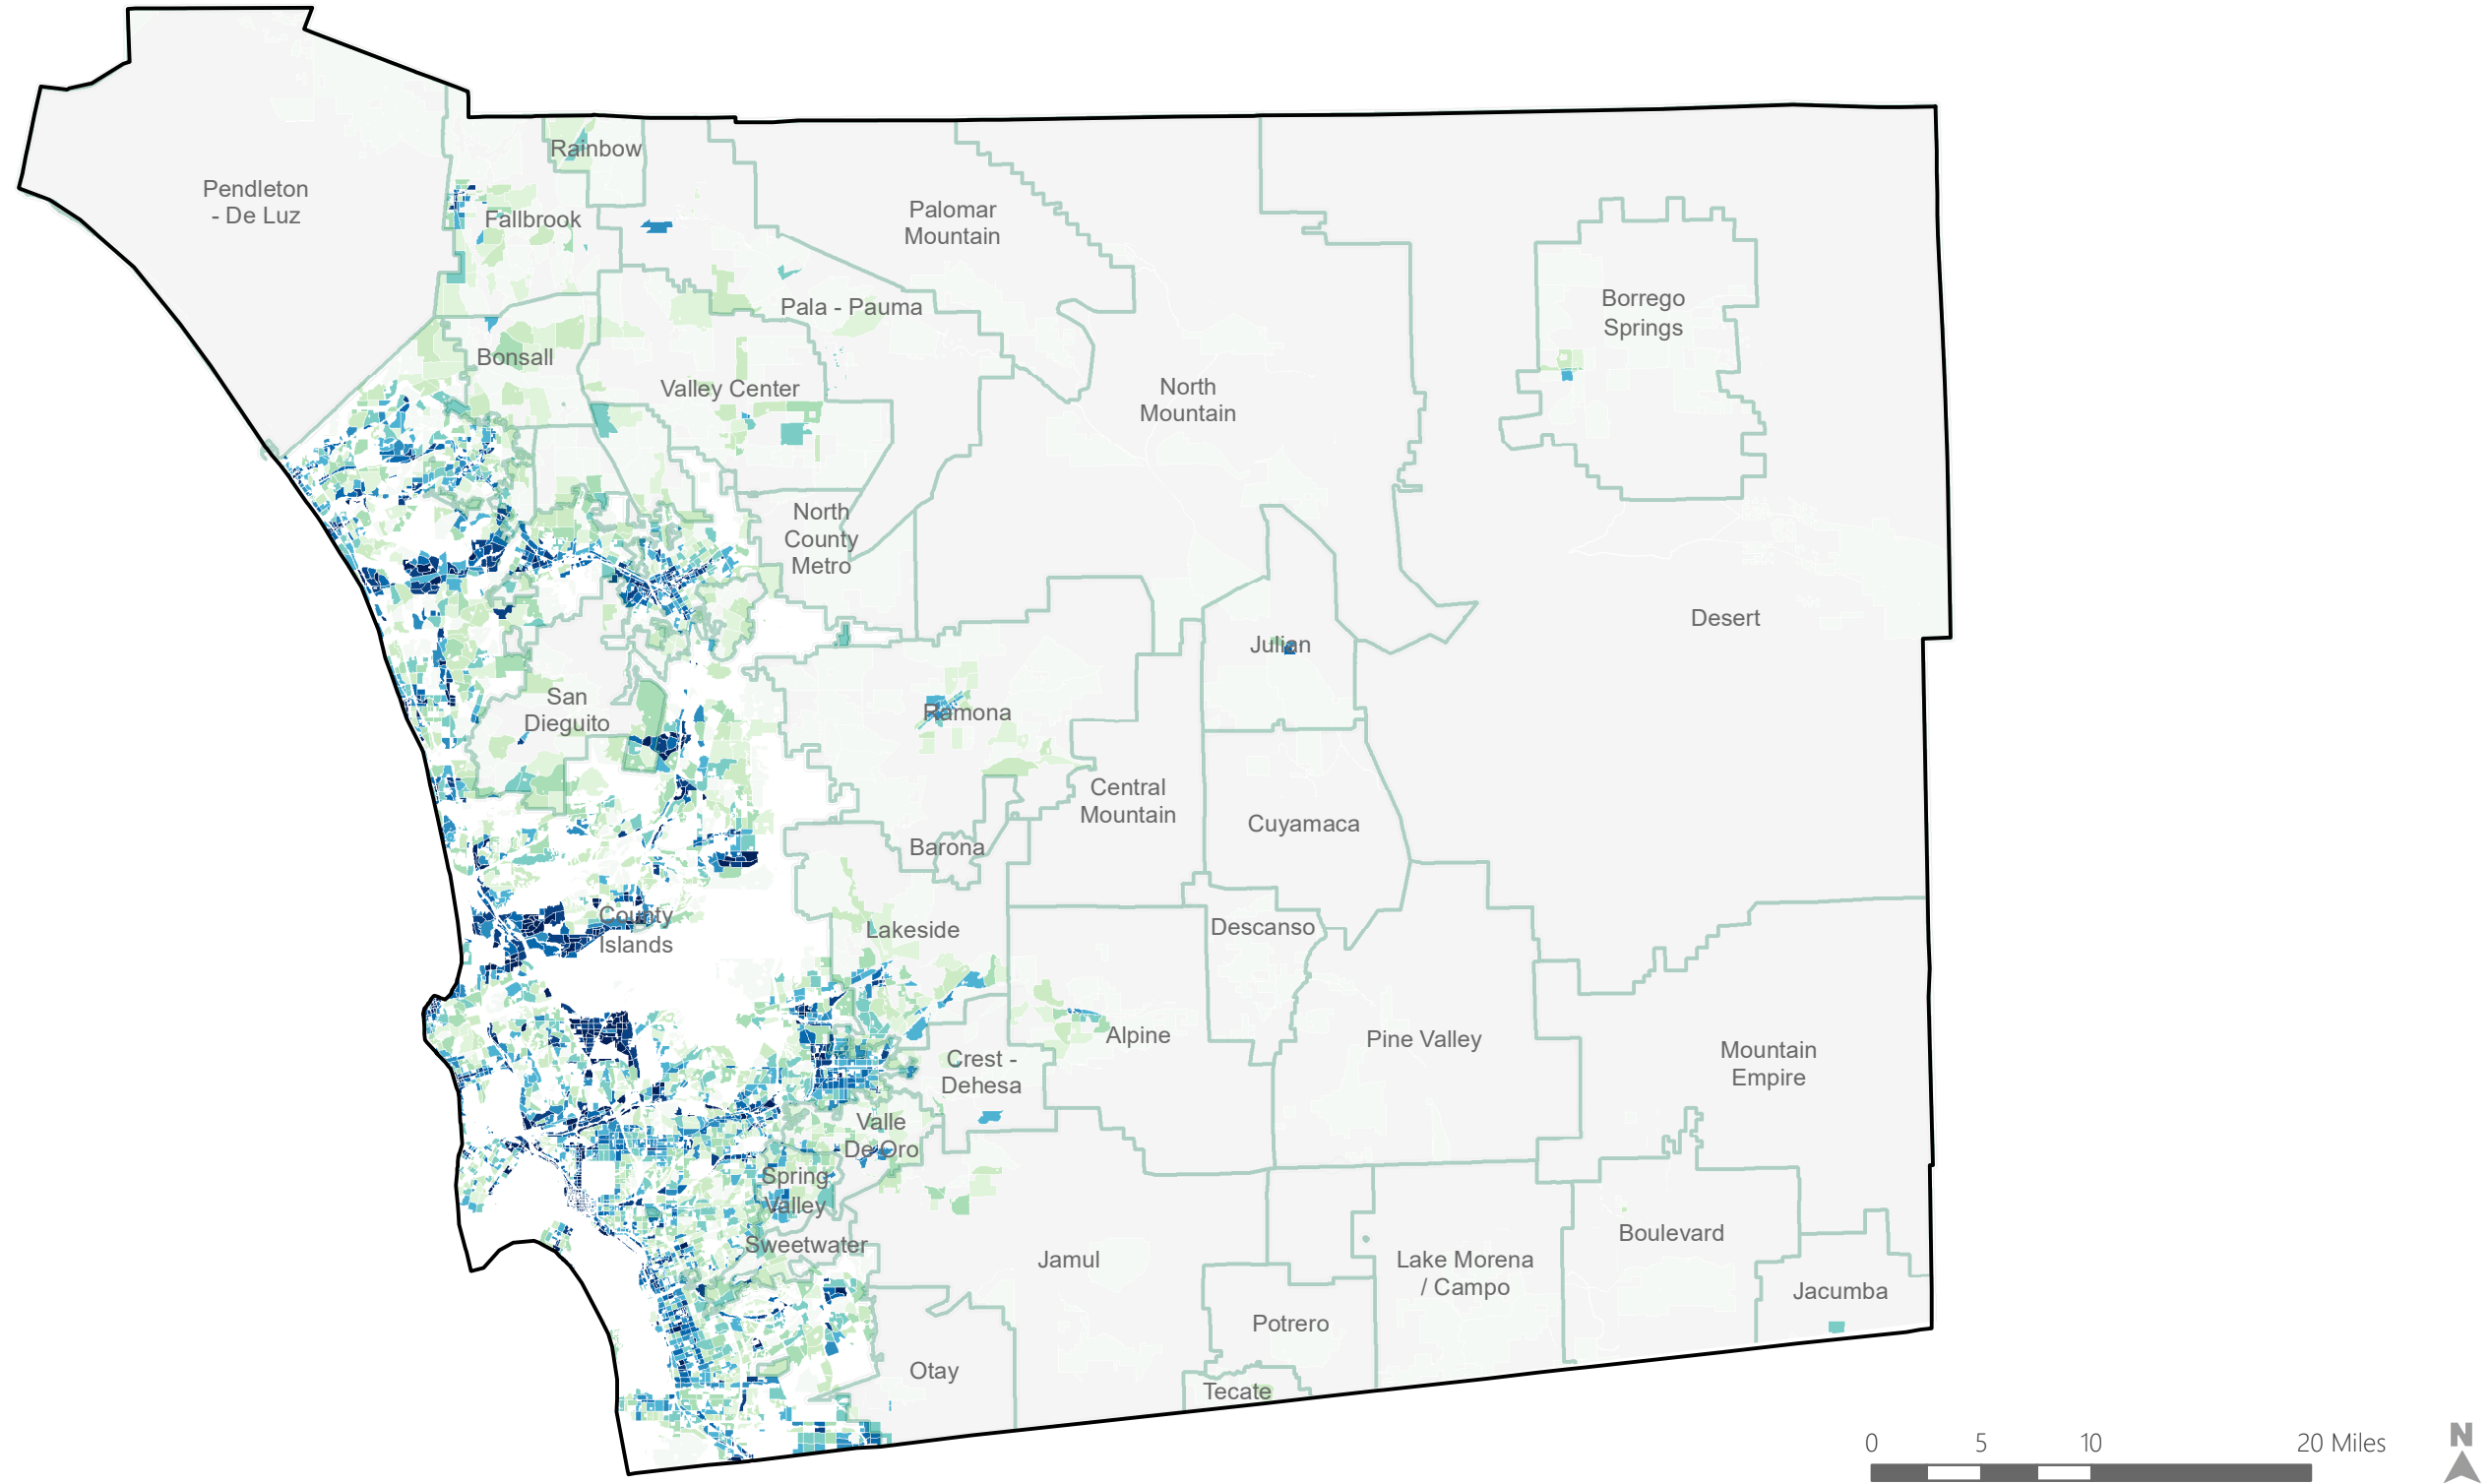 Rainbow
Pendleton
- De Luz
Fallbrook
Palomar
Mountain
Pala - Pauma
Borrego
Springs
Bonsall
Valley Center
North
Mountain
North
County
Metro
Desert
Julian
San
Dieguito
Ramona
Central
Mountain
Cuyamaca
Barona
County
Islands
Lakeside
Descanso
Alpine
Pine Valley
Crest -
Dehesa
Mountain
Empire
Valle
De Oro
Spring
Valley
Sweetwater
Jamul
Boulevard
Lake Morena
/ Campo
Jacumba
Potrero
Otay
Tecate
0 5 10 20 Miles
N